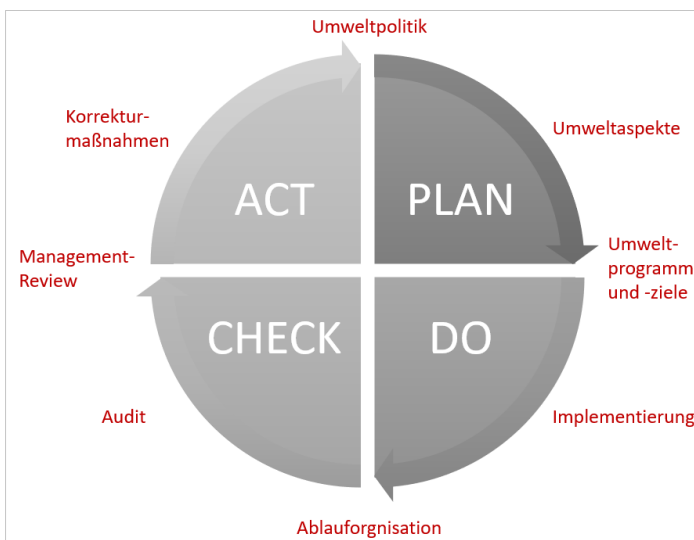 Umweltpolitik
Korrektur-
maßnahmen
Umweltaspekte
ACT
PLAN
Management-
Review
Umwelt-
programm
und -ziele
CHECK
DO
Audit
Implementierung
Ablauforgnisation